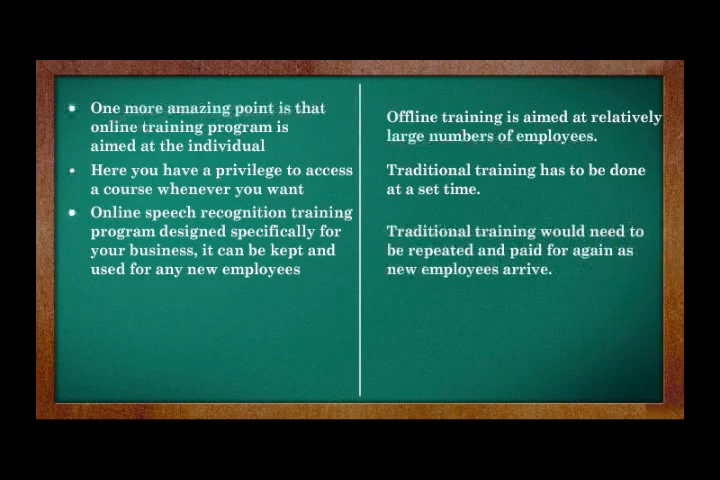 • One more amazing point is that
online training program is
aimed at the individual
• Here you have a privilege to access
a course whenever you want
• Online speech recognition training
program designed specifically for
your business, it can be kept and
used for any new employees
Offline training is aimed at relatively
large numbers of employees.
Traditional training has to be done
at a set time.
Traditional training would need to
be repeated and paid for again as
new employees arrive.